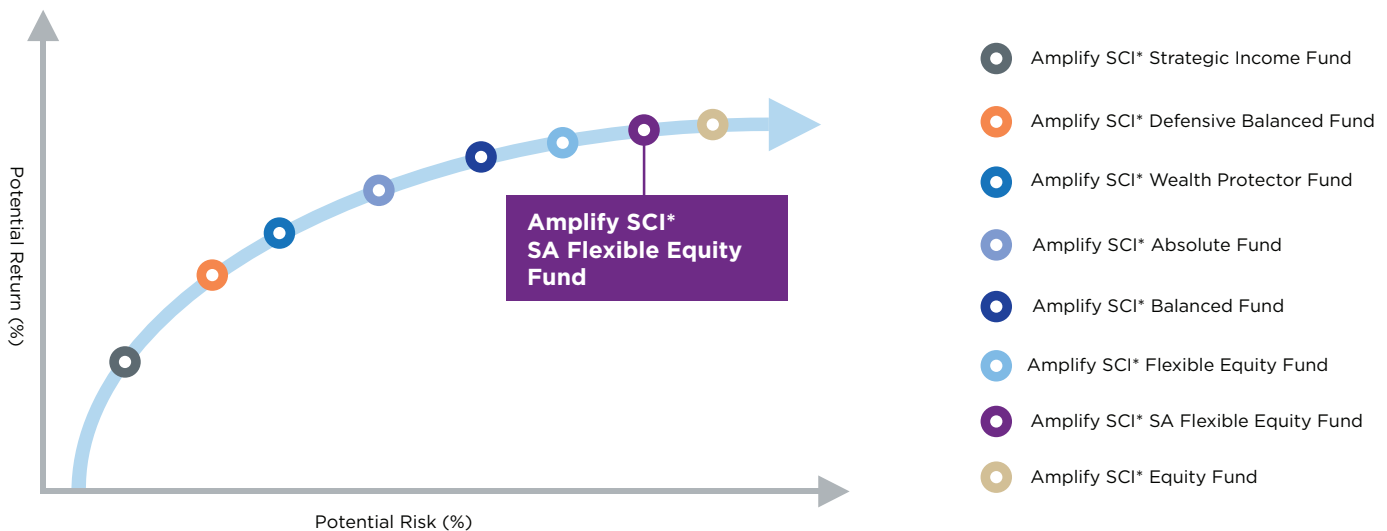 Potential Return (%)
Potential Risk (%)
Amplify SCI*
SA Flexible Equity
Fund
Amplify SCI* Strategic Income Fund
Amplify SCI* Defensive Balanced Fund
Amplify SCI* Wealth Protector Fund
Amplify SCI* Absolute Fund
Amplify SCI* Balanced Fund
Amplify SCI* Flexible Equity Fund
Amplify SCI* SA Flexible Equity Fund
Amplify SCI* Equity Fund